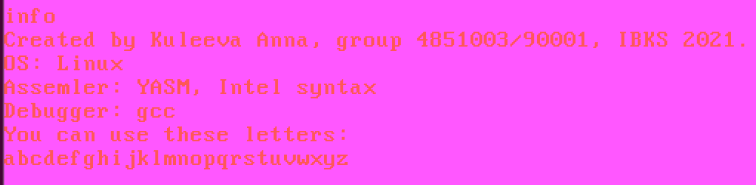 info
Created by Kuleeva Anna, group 4851003/90001, IBKS 2021.
OS: Linux
Assemler: YASM, Intel syntax
Debugger: gcc
You can use these letters:
abcdefghijklmnopqrstuvwxyz